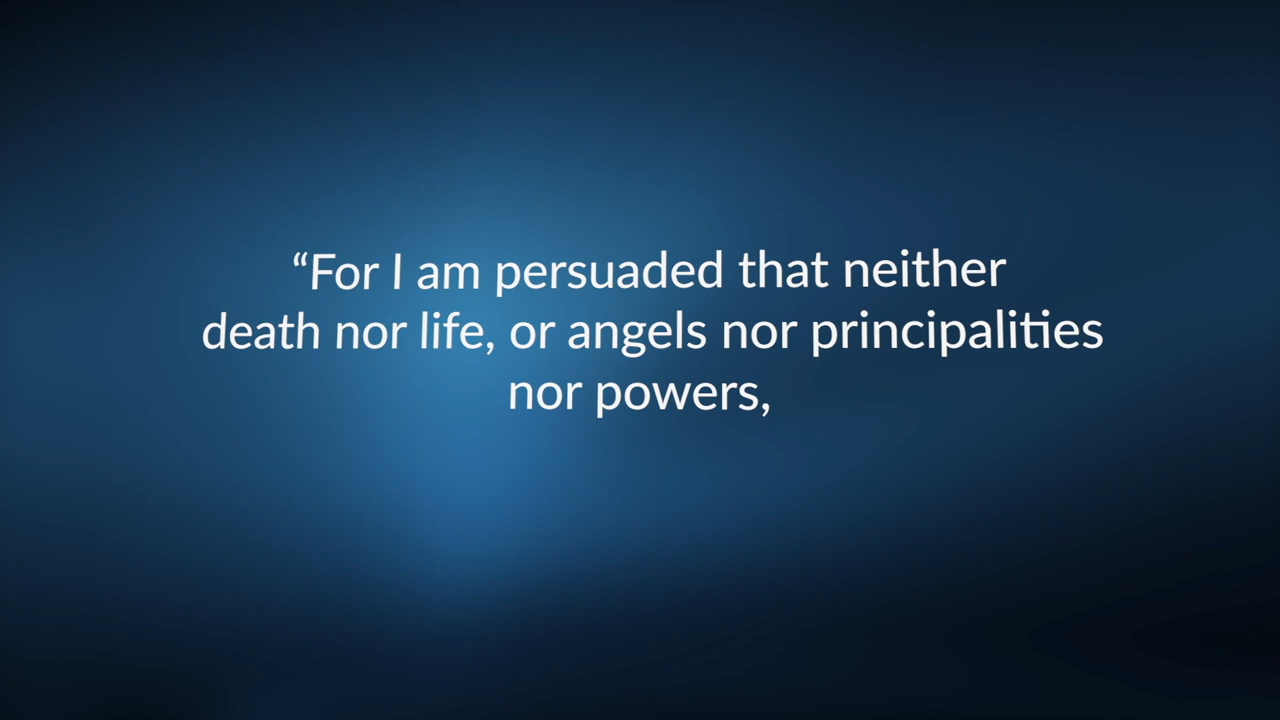 “For I am persuaded that neither
death nor life, or angels nor principalities
nor powers,